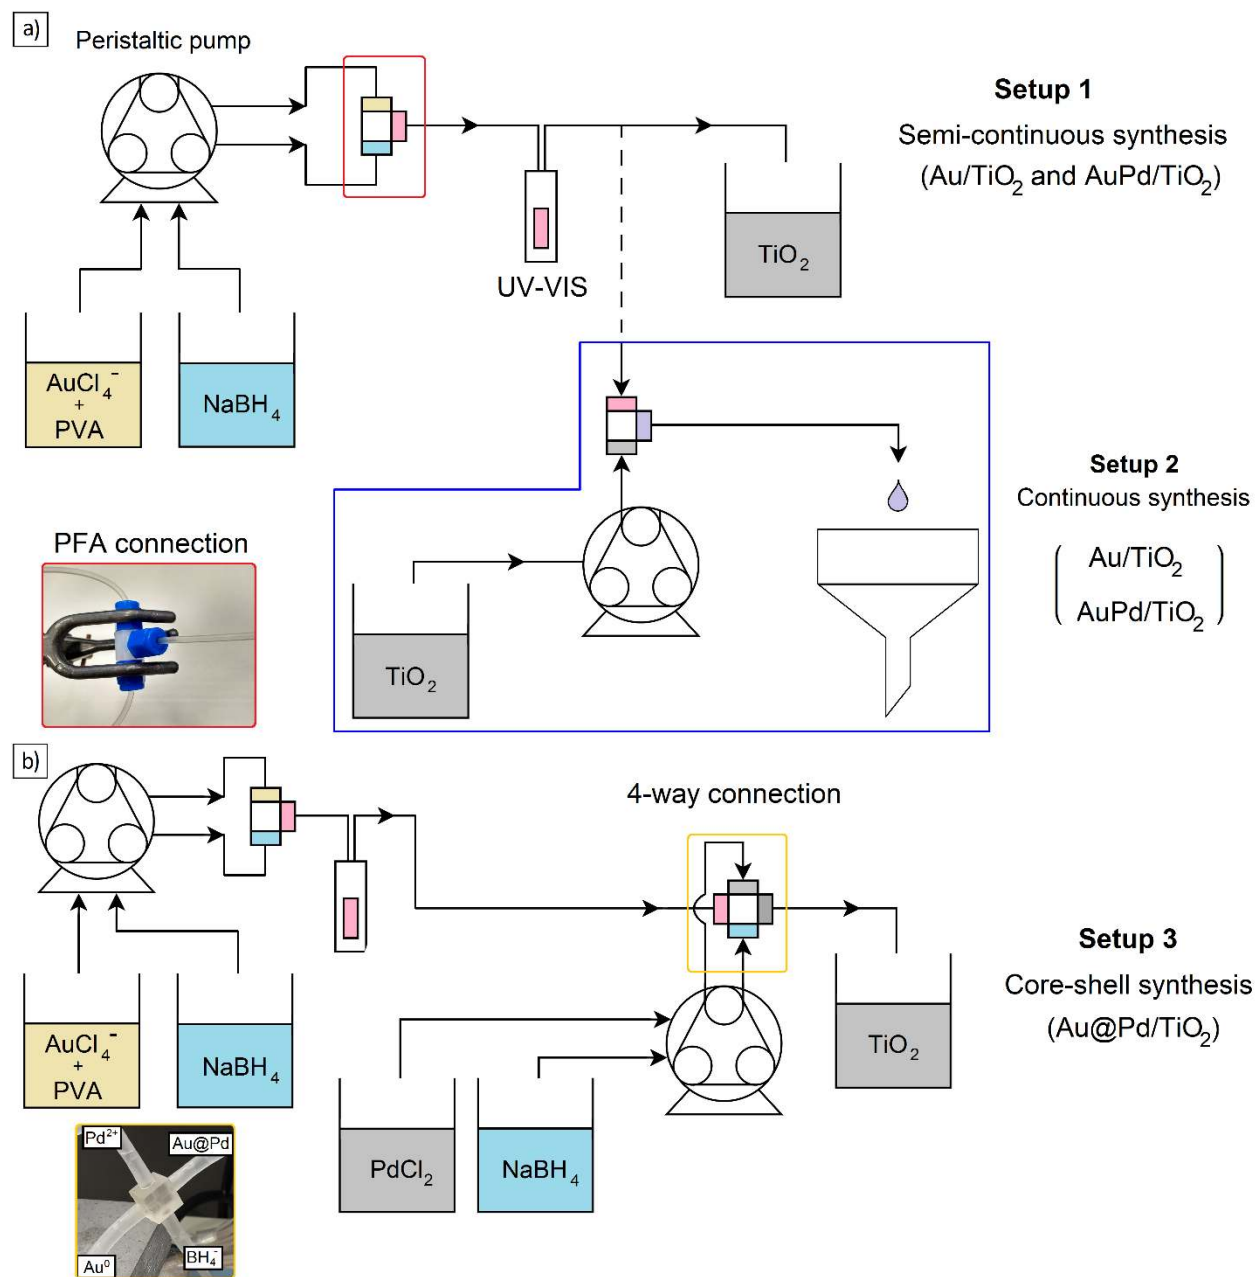 a)
Peristaltic pump
Setup 1
Semi-continuous synthesis
(Au/TiO₂ and AuPd/TiO₂)
TiO₂
UV-VIS
AuCl₄⁻
+
PVA
NaBH₄
Setup 2
Continuous synthesis
Au/TiO₂
AuPd/TiO₂
PFA connection
TiO₂
b)
4-way connection
Setup 3
Core-shell synthesis
(Au@Pd/TiO₂)
TiO₂
AuCl₄⁻
+
PVA
NaBH₄
PdCl₂
NaBH₄
Pd²⁺
Au@Pd
Au⁰
BH₄⁻